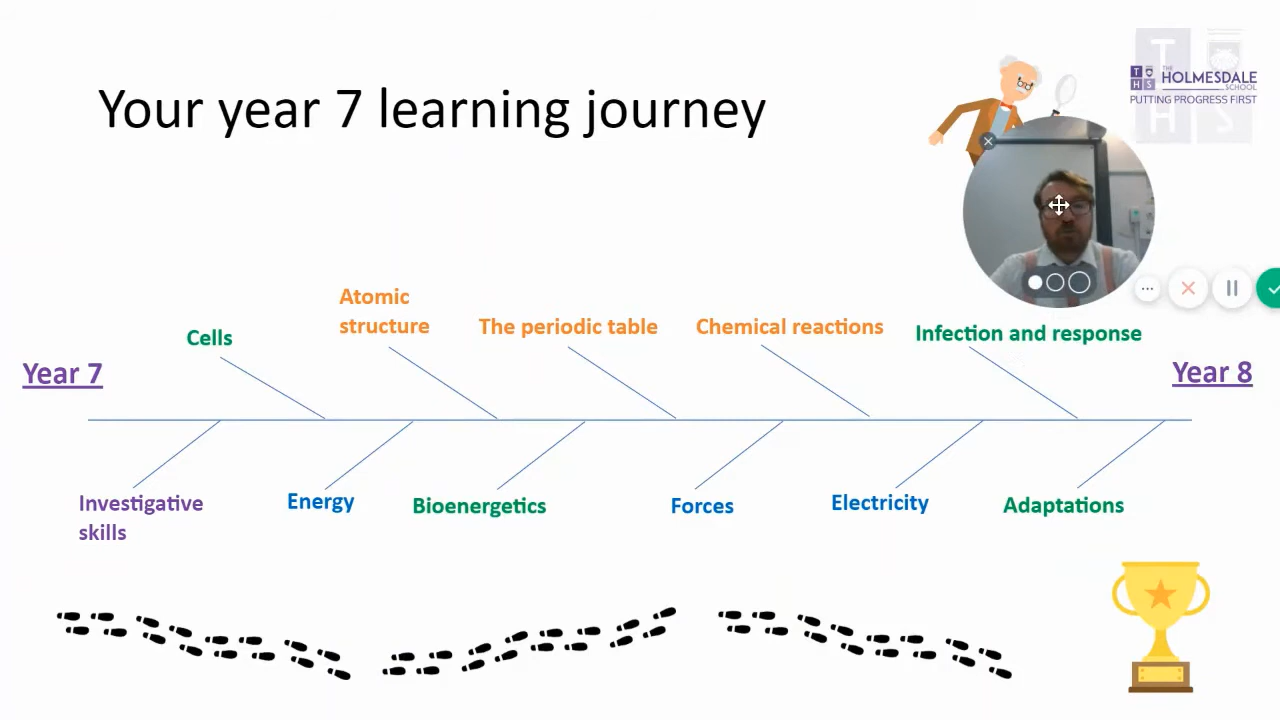 Your year 7 learning journey
T
THE
T
HOLMESDALE
H S
SCHOOL
PUTTING PROGRESS FIRST
H S
Atomic
structure
The periodic table
Chemical reactions
Infection and response
Cells
Year 7
Year 8
Investigative
skills
Energy
Bioenergetics
Forces
Electricity
Adaptations